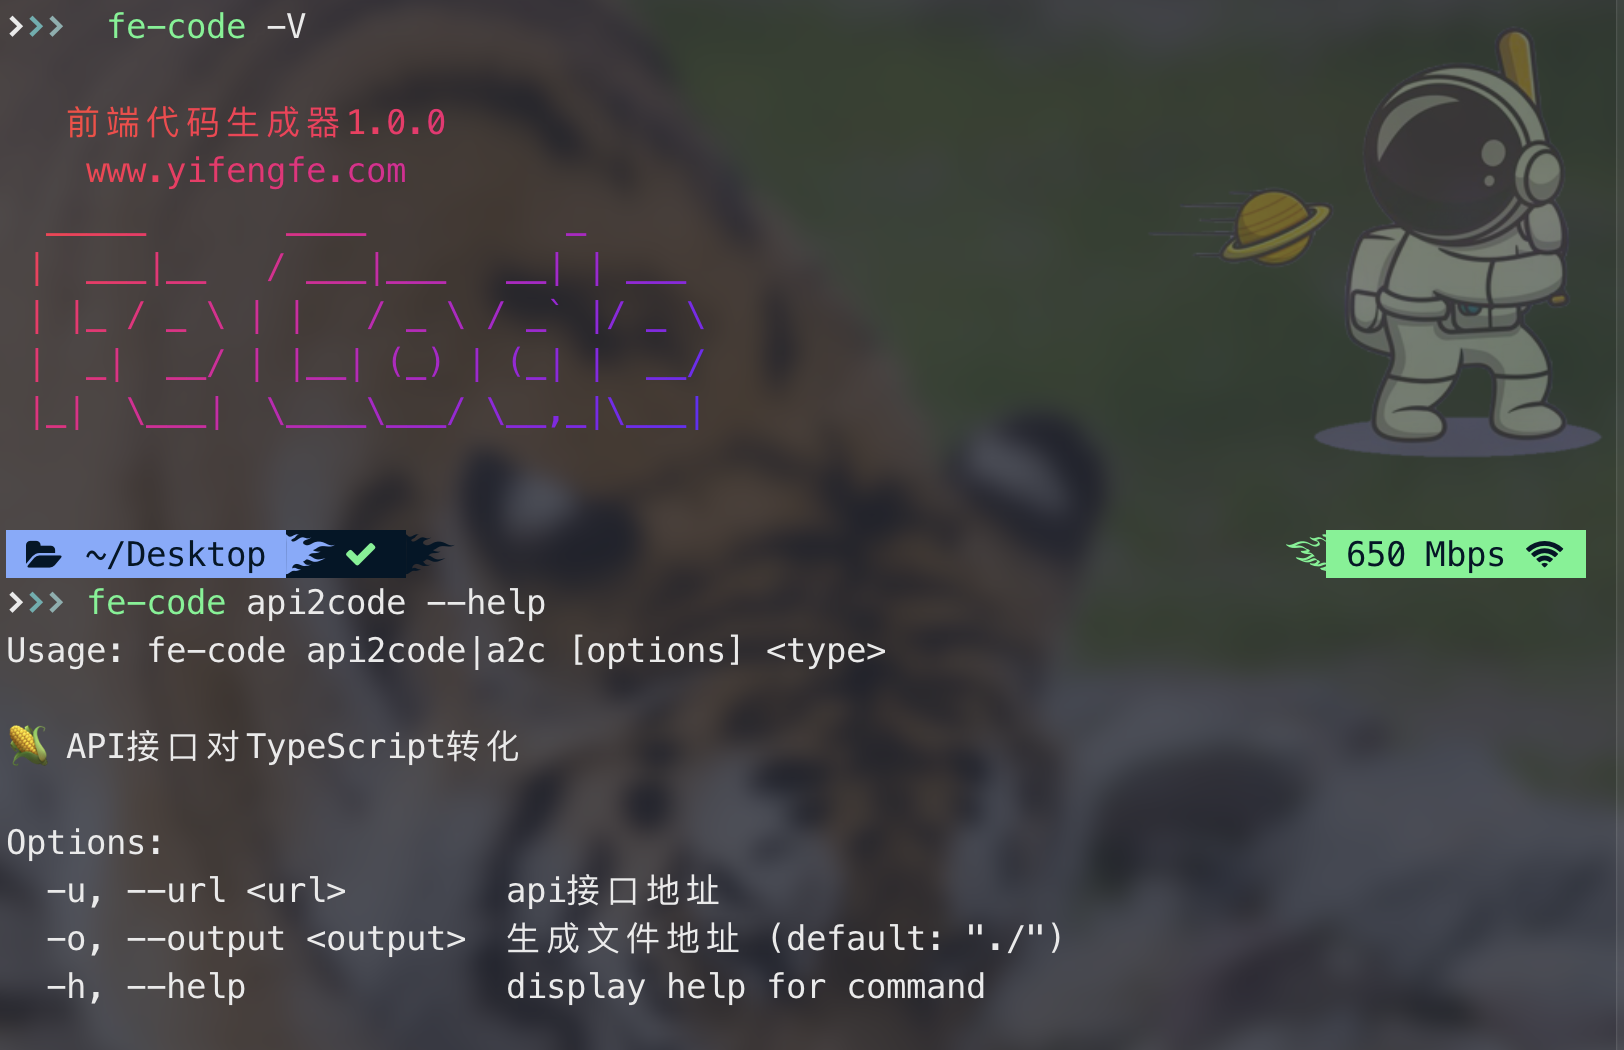 ❯❯❯ fe-code -V
前端代码生成器1.0.0
www.yifengfe.com
  ______       ____          _
 |  ___|__   / ___|___   __| | ___
 | |_ / _ \ | |   / _ \ / _` |/ _ \
 |  _|  __/ | |__| (_) | (_| |  __/
 |_|  \___|  \____\___/ \__,_|\___|
~/Desktop ✔ 650 Mbps
❯❯❯ fe-code api2code --help
Usage: fe-code api2code|a2c [options] <type>
🌽 API接口对TypeScript转化
Options:
-u, --url <url> api接口地址
-o, --output <output> 生成文件地址 (default: "./")
-h, --help display help for command